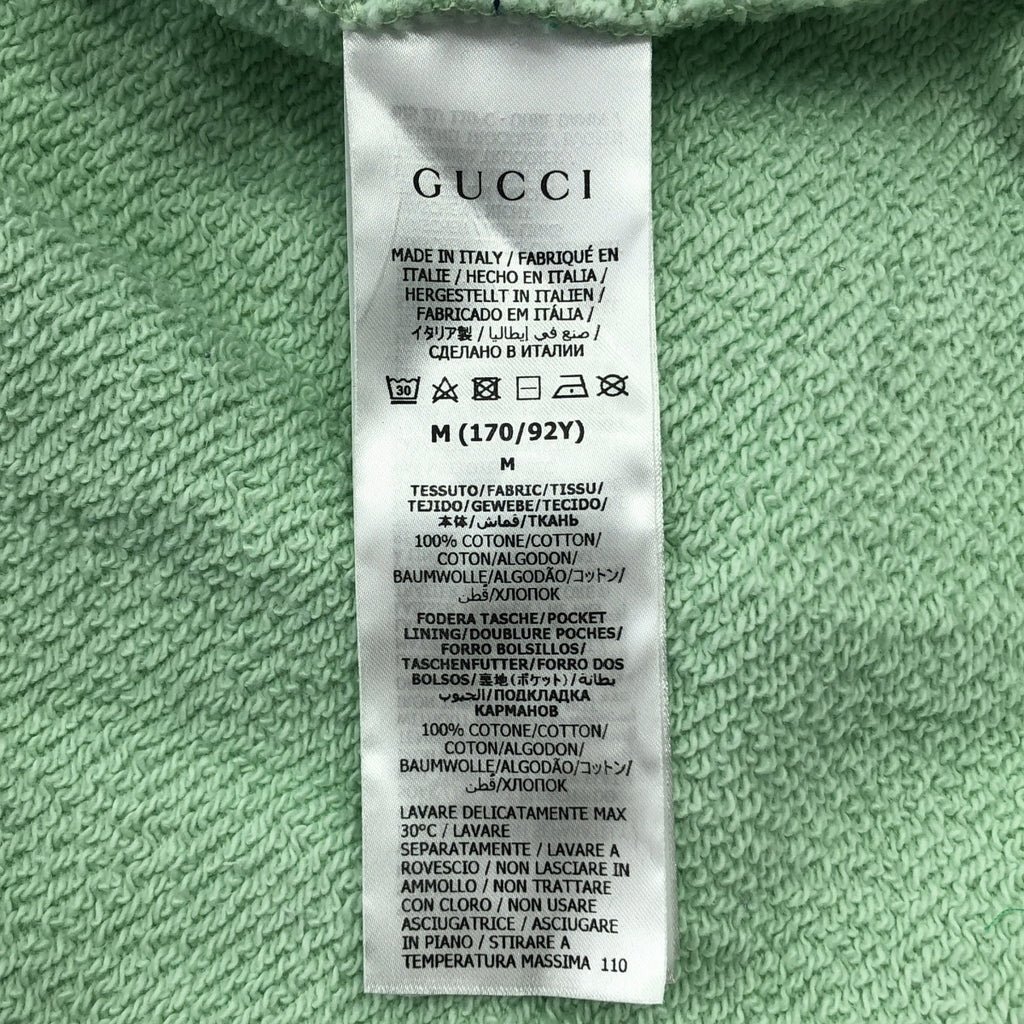 GUCCI
MADE IN ITALY / FABRIQUÉ EN
ITALIE / HECHO EN ITALIA /
HERGESTELLT IN ITALIEN /
FABRICADO EM ITÁLIA /
イタリア製 / صنع في إيطاليا /
СДЕЛАНО В ИТАЛИИ
30
M (170/92Y)
M
TESSUTO/FABRIC/TISSU/
TEJIDO/GEWEBE/TECIDO/
本体/قماش/ТКАНЬ
100% COTONE/COTTON/
COTON/ALGODON/
BAUMWOLLE/ALGODÃO/コットン/
قُطن/ХЛОПОК
FODERA TASCHE/POCKET
LINING/DOUBLURE POCHES/
FORRO BOLSILLOS/
TASCHENFUTTER/FORRO DOS
BOLSOS/裏地(ポケット)/بطانة
الجيوب/ПОДКЛАДКА
КАРМАНОВ
100% COTONE/COTTON/
COTON/ALGODON/
BAUMWOLLE/ALGODÃO/コットン/
قُطن/ХЛОПОК
LAVARE DELICATAMENTE MAX
30°C / LAVARE
SEPARATAMENTE / LAVARE A
ROVESCIO / NON LASCIARE IN
AMMOLLO / NON TRATTARE
CON CLORO / NON USARE
ASCIUGATRICE / ASCIUGARE
IN PIANO / STIRARE A
TEMPERATURA MASSIMA 110